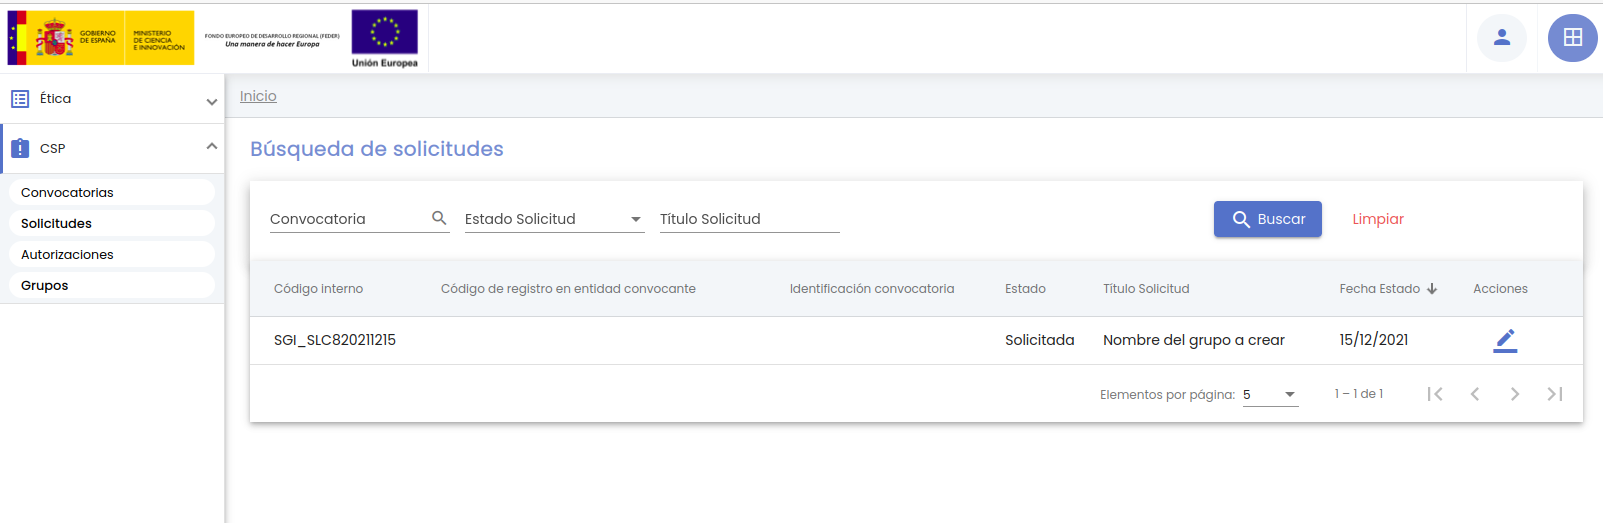 GOBIERNO
DE ESPAÑA
MINISTERIO
DE CIENCIA
E INNOVACIÓN
FONDO EUROPEO DE DESARROLLO REGIONAL (FEDER)
Una manera de hacer Europa
Unión Europea
Ética
CSP
Convocatorias
Solicitudes
Autorizaciones
Grupos
Inicio
Búsqueda de solicitudes
Convocatoria Estado Solicitud Título Solicitud Buscar Limpiar
Código interno Código de registro en entidad convocante Identificación convocatoria Estado Título Solicitud Fecha Estado Acciones
SGI_SLC820211215 Solicitada Nombre del grupo a crear 15/12/2021
Elementos por página: 5 1 – 1 de 1